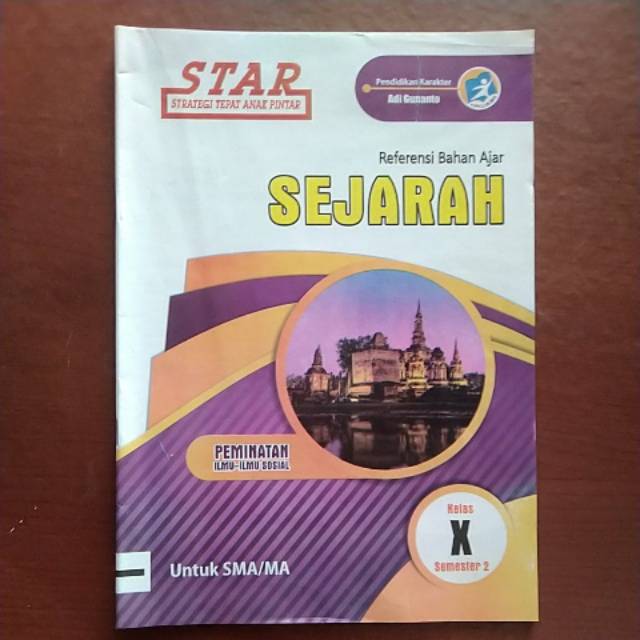 STAR
STRATEGI TEPAT ANAK PINTAR
Pendidikan Karakter
Adi Gunanto
Referensi Bahan Ajar
SEJARAH
PEMINATAN
ILMU-ILMU SOSIAL
Kelas
X
Semester 2
Untuk SMA/MA